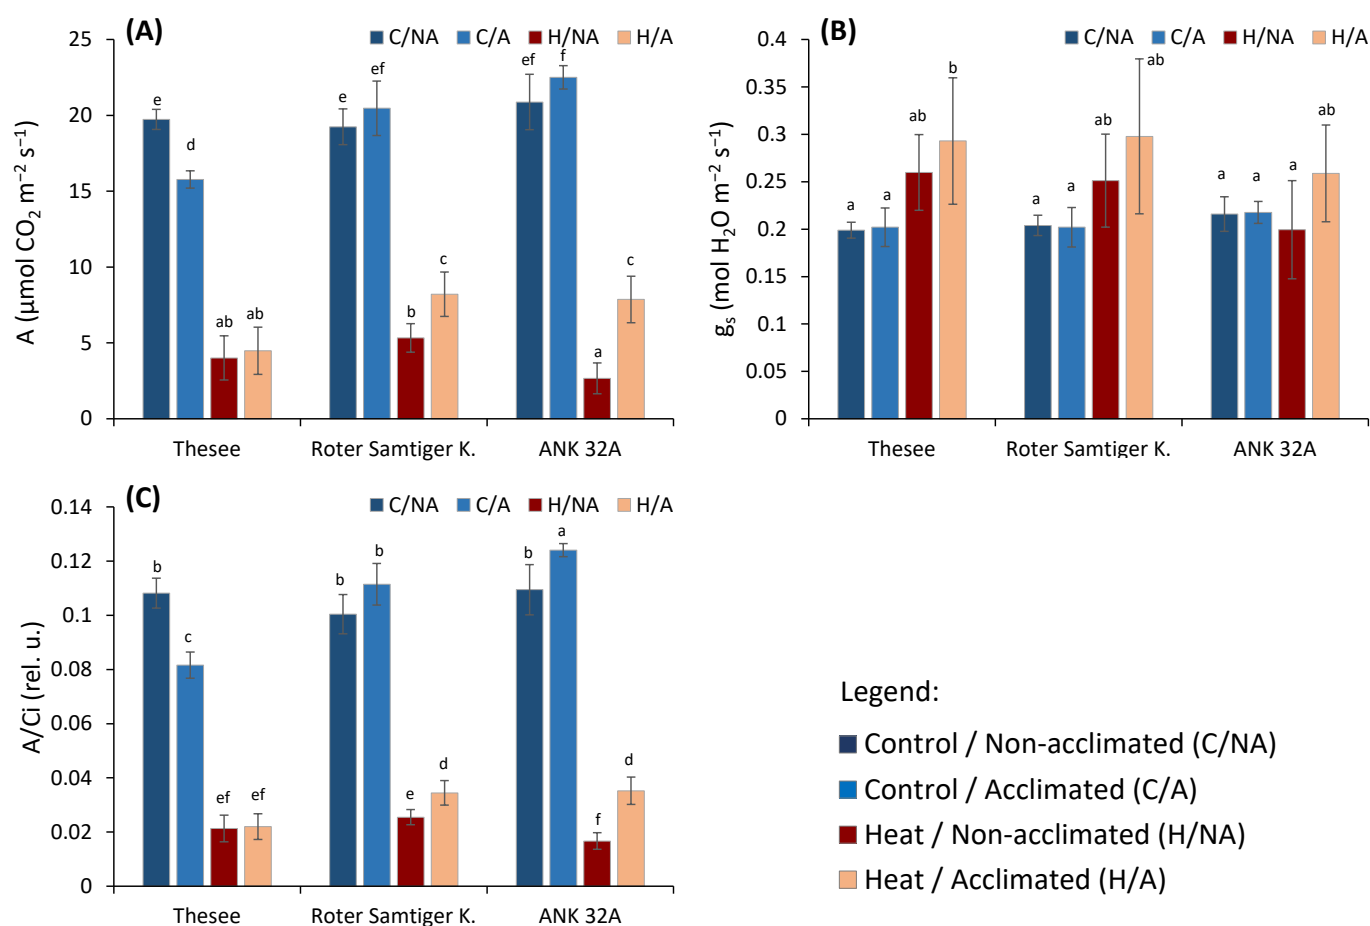 (A)
C/NA C/A H/NA H/A
A (µmol CO₂ m⁻² s⁻¹)
25
20
15
10
5
0
e d ab ab
e ef b c
ef f a c
Thesee Roter Samtiger K. ANK 32A
(B)
C/NA C/A H/NA H/A
gₛ (mol H₂O m⁻² s⁻¹)
0.4
0.35
0.3
0.25
0.2
0.15
0.1
0.05
0
a a ab b
a a ab ab
a a a ab
Thesee Roter Samtiger K. ANK 32A
(C)
C/NA C/A H/NA H/A
A/Ci (rel. u.)
0.14
0.12
0.1
0.08
0.06
0.04
0.02
0
b c ef ef
b b e d
b a f d
Thesee Roter Samtiger K. ANK 32A
Legend:
Control / Non-acclimated (C/NA)
Control / Acclimated (C/A)
Heat / Non-acclimated (H/NA)
Heat / Acclimated (H/A)